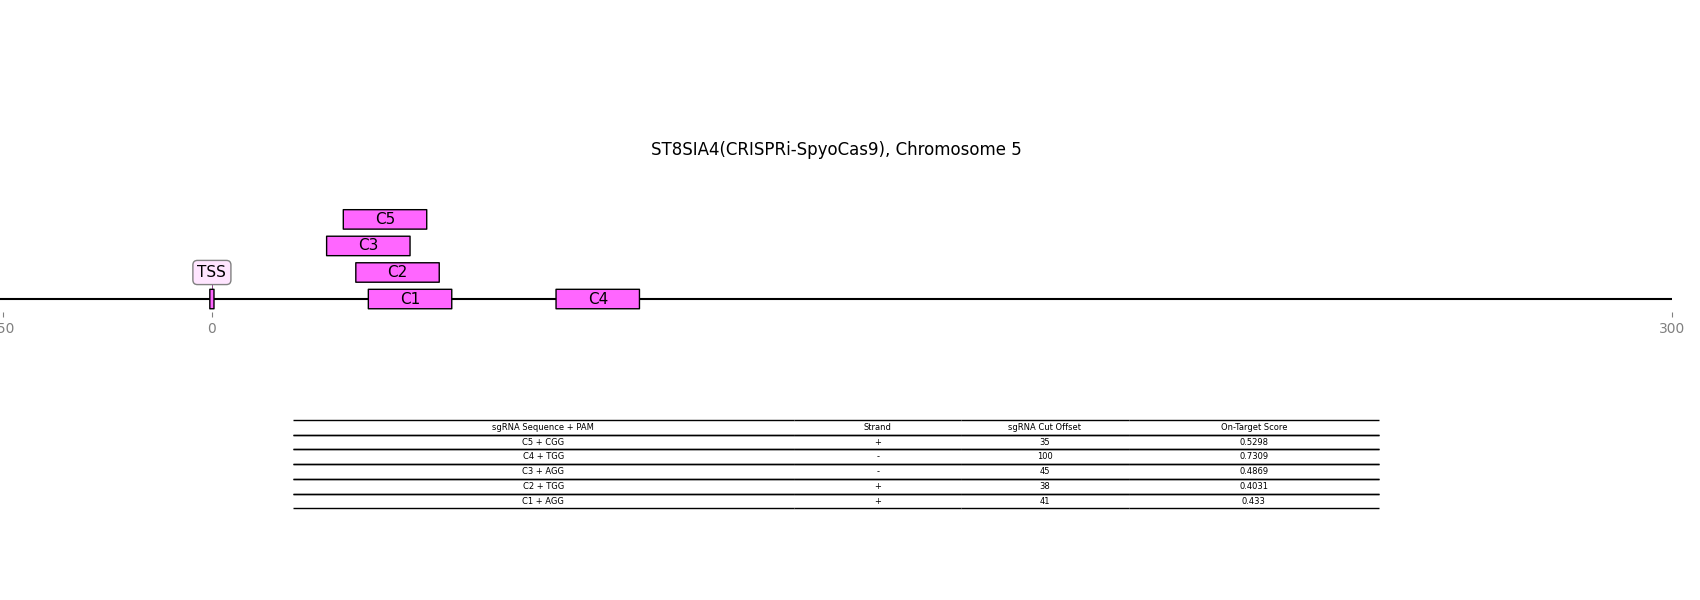 ST8SIA4(CRISPRi-SpyoCas9), Chromosome 5
C5
C3
TSS
C2
C1
C4
50
0
300
sgRNA Sequence + PAM Strand sgRNA Cut Offset On-Target Score
C5 + CGG + 35 0.5298
C4 + TGG - 100 0.7309
C3 + AGG - 45 0.4869
C2 + TGG + 38 0.4031
C1 + AGG + 41 0.433